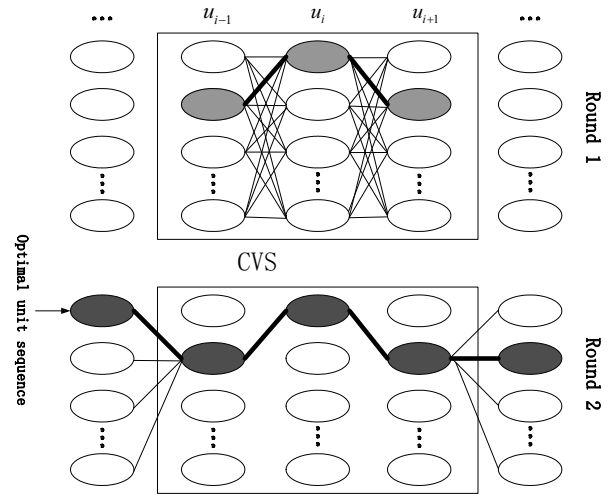 ... u_{i-1} u_i u_{i+1} ...
Round 1
CVS
Optimal unit sequence
Round 2